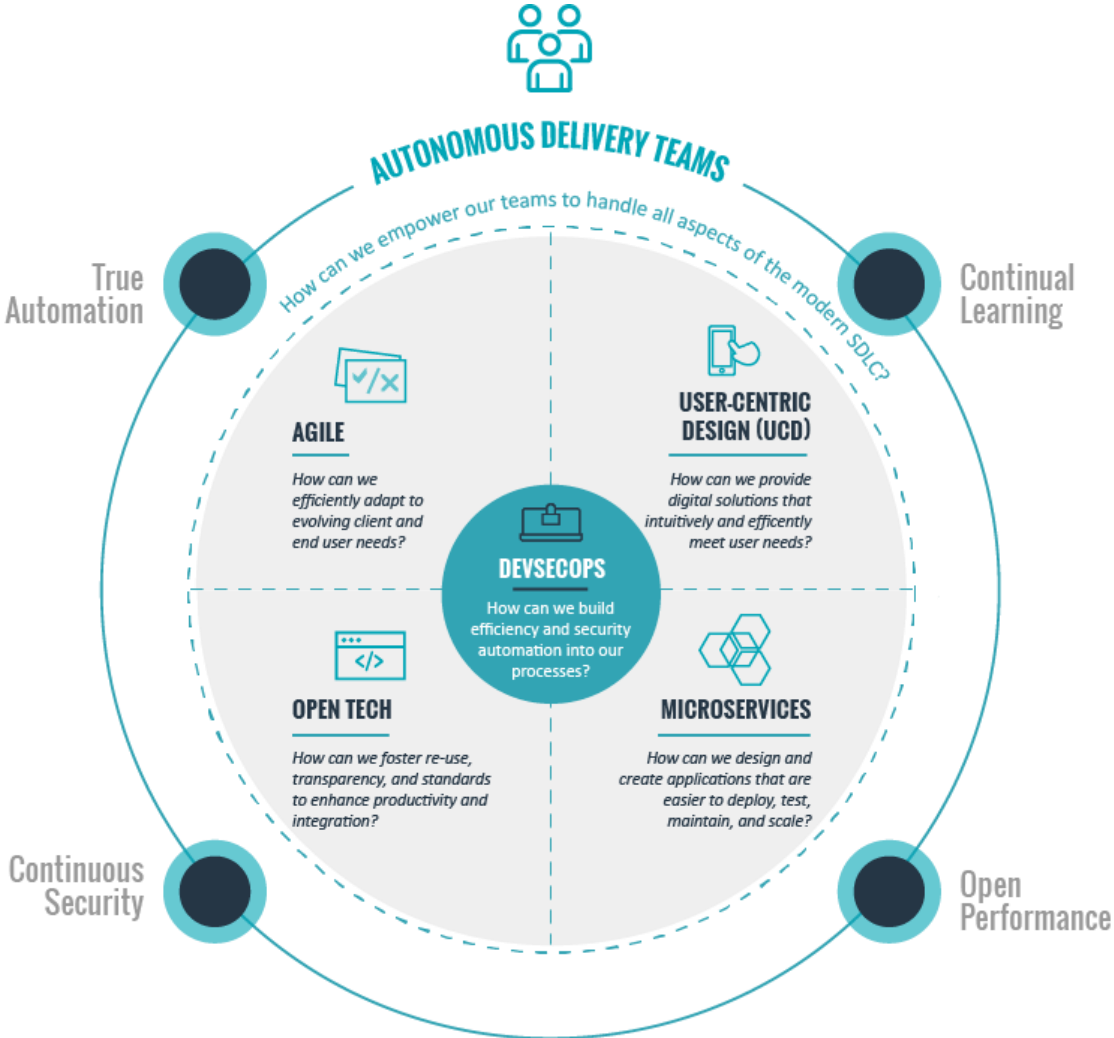 AUTONOMOUS DELIVERY TEAMS
How can we empower our teams to handle all aspects of the modern SDLC?
True
Automation
Continual
Learning
AGILE
How can we
efficiently adapt to
evolving client and
end user needs?
USER-CENTRIC
DESIGN (UCD)
How can we provide
digital solutions that
intuitively and efficently
meet user needs?
DEVSECOPS
How can we build
efficiency and security
automation into our
processes?
</>
OPEN TECH
How can we foster re-use,
transparency, and standards
to enhance productivity and
integration?
MICROSERVICES
How can we design and
create applications that are
easier to deploy, test,
maintain, and scale?
Continuous
Security
Open
Performance